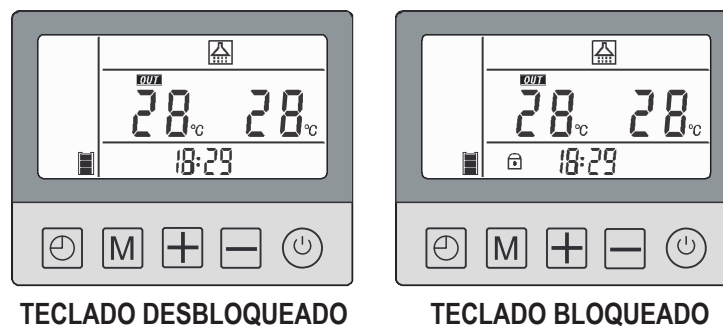 OUT
28 °C 28 °C
18:29
M
TECLADO DESBLOQUEADO
OUT
28 °C 28 °C
18:29
M
TECLADO BLOQUEADO